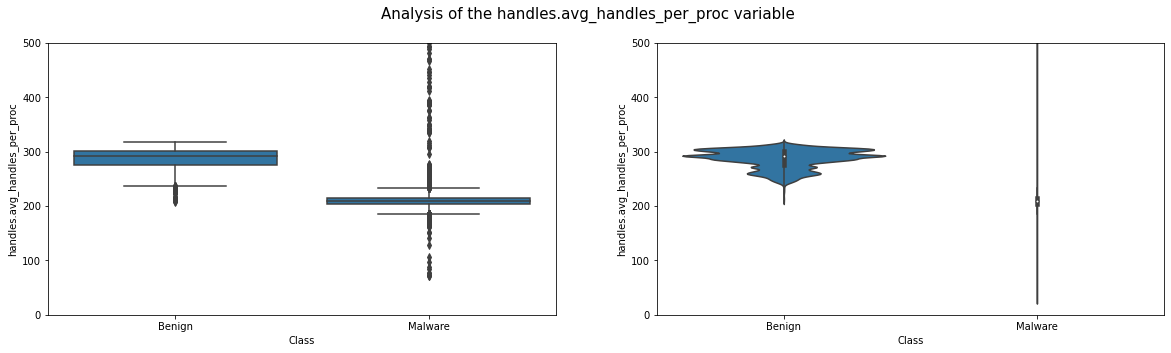 Analysis of the handles.avg_handles_per_proc variable
handles.avg_handles_per_proc
500
400
300
200
100
0
Benign
Malware
Class
handles.avg_handles_per_proc
500
400
300
200
100
0
Benign
Malware
Class